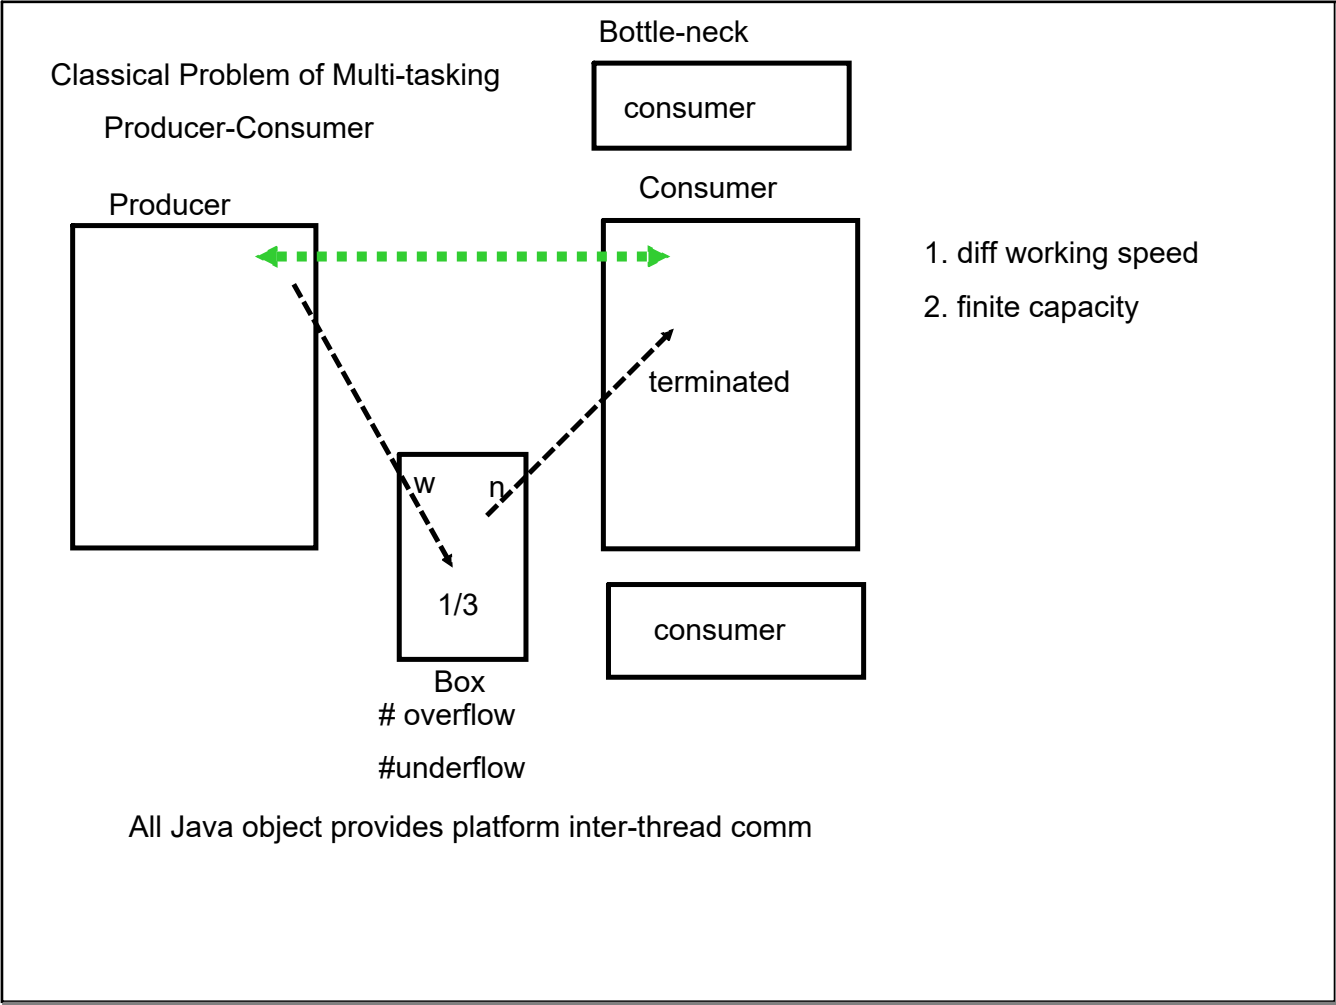 Bottle-neck
Classical Problem of Multi-tasking
consumer
Producer-Consumer
Consumer
Producer
1. diff working speed
2. finite capacity
terminated
w
n
1/3
consumer
Box
# overflow
#underflow
All Java object provides platform inter-thread comm